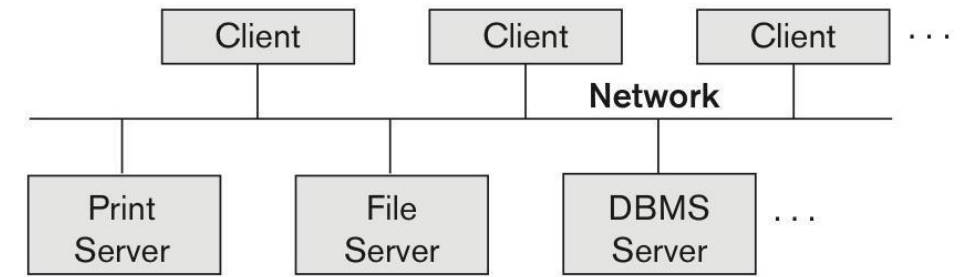 Client
Client
Client
. . .
Network
Print
Server
File
Server
DBMS
Server
. . .